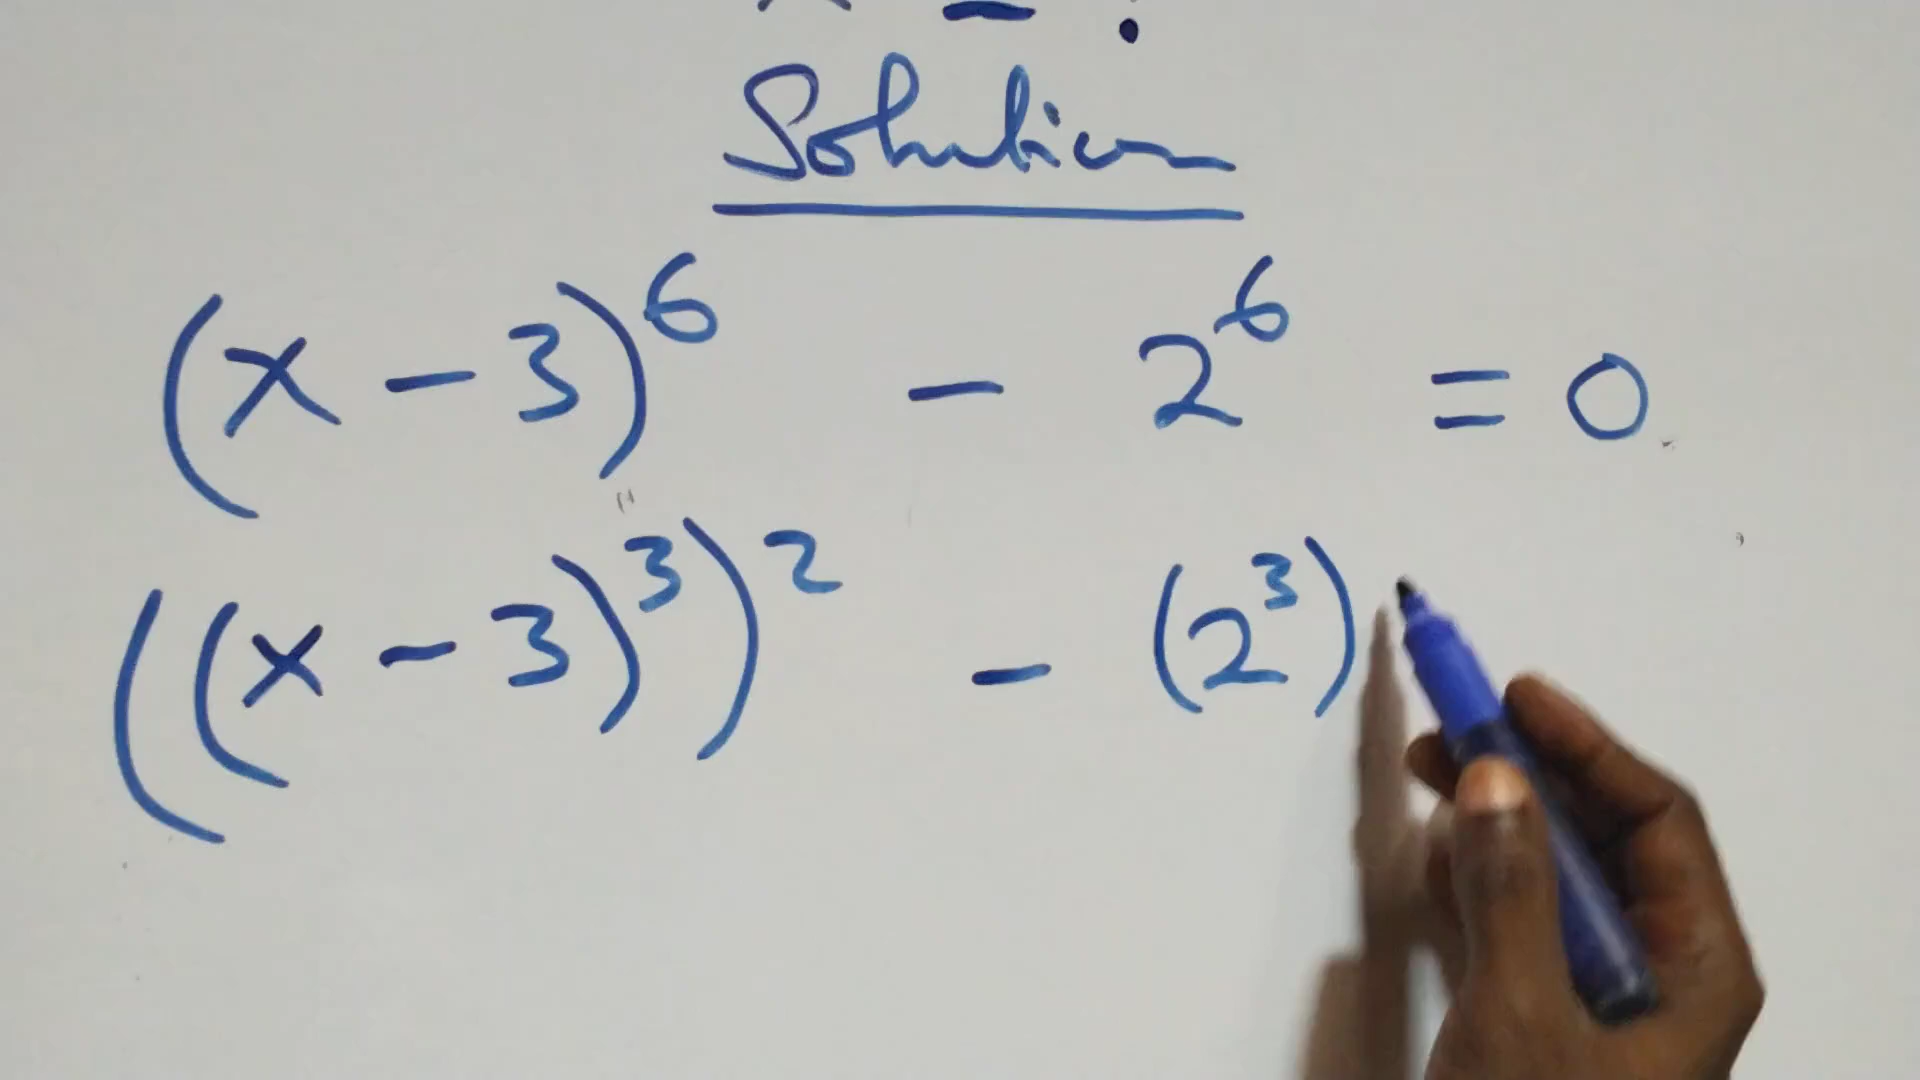 Solution
(x - 3)⁶ - 2⁶ = 0
((x - 3)³)² - (2³)